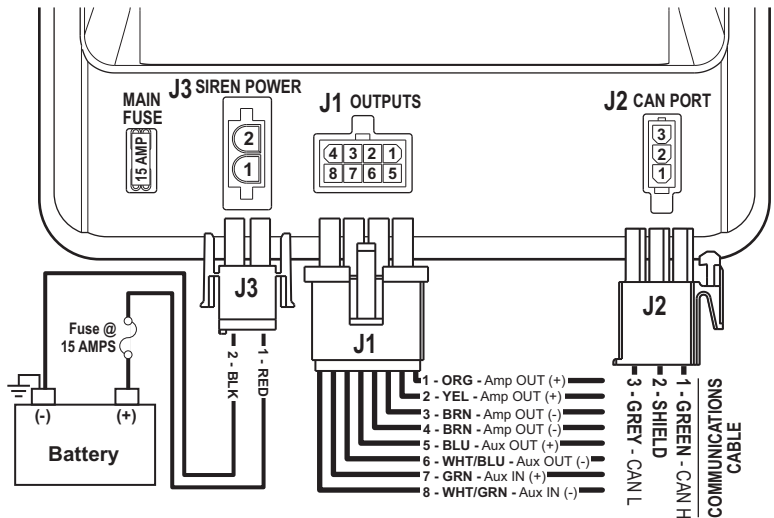 J3 SIREN POWER
MAIN
FUSE
15 AMP
2
1
J1 OUTPUTS
4 3 2 1
8 7 6 5
J2 CAN PORT
3
2
1
J3
J1
J2
Fuse @
15 AMPS
2 - BLK
1 - RED
(-)
(+)
Battery
1 - ORG - Amp OUT (+)
2 - YEL - Amp OUT (+)
3 - BRN - Amp OUT (-)
4 - BRN - Amp OUT (-)
5 - BLU - Aux OUT (+)
6 - WHT/BLU - Aux OUT (-)
7 - GRN - Aux IN (+)
8 - WHT/GRN - Aux IN (-)
3 - GREY - CAN L
2 - SHIELD
1 - GREEN - CAN H
COMMUNICATIONS
CABLE